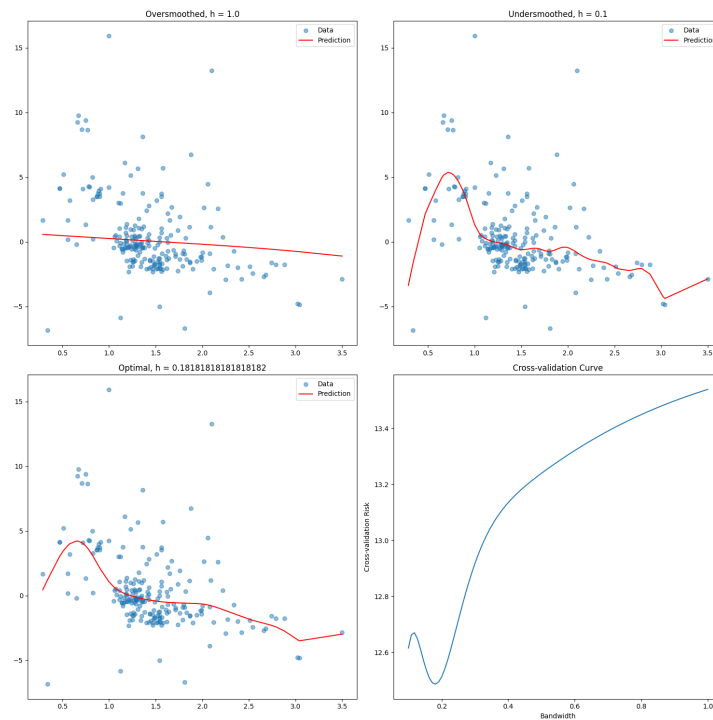 Oversmoothed, h = 1.0
Data
Prediction
15
10
5
0
−5
0.5 1.0 1.5 2.0 2.5 3.0 3.5
Undersmoothed, h = 0.1
Data
Prediction
15
10
5
0
−5
0.5 1.0 1.5 2.0 2.5 3.0 3.5
Optimal, h = 0.18181818181818182
Data
Prediction
15
10
5
0
−5
0.5 1.0 1.5 2.0 2.5 3.0 3.5
Cross-validation Curve
Cross-validation Risk
13.4
13.2
13.0
12.8
12.6
0.2 0.4 0.6 0.8 1.0
Bandwidth